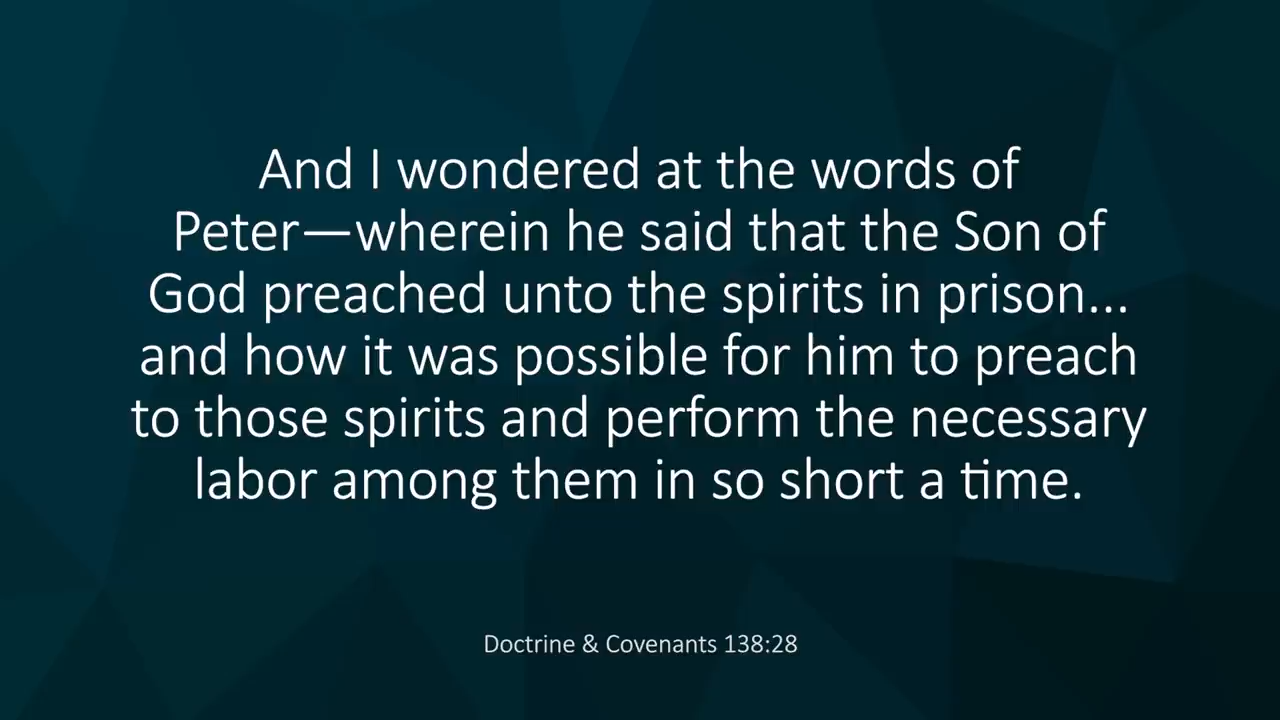 And I wondered at the words of
Peter—wherein he said that the Son of
God preached unto the spirits in prison...
and how it was possible for him to preach
to those spirits and perform the necessary
labor among them in so short a time.
Doctrine & Covenants 138:28